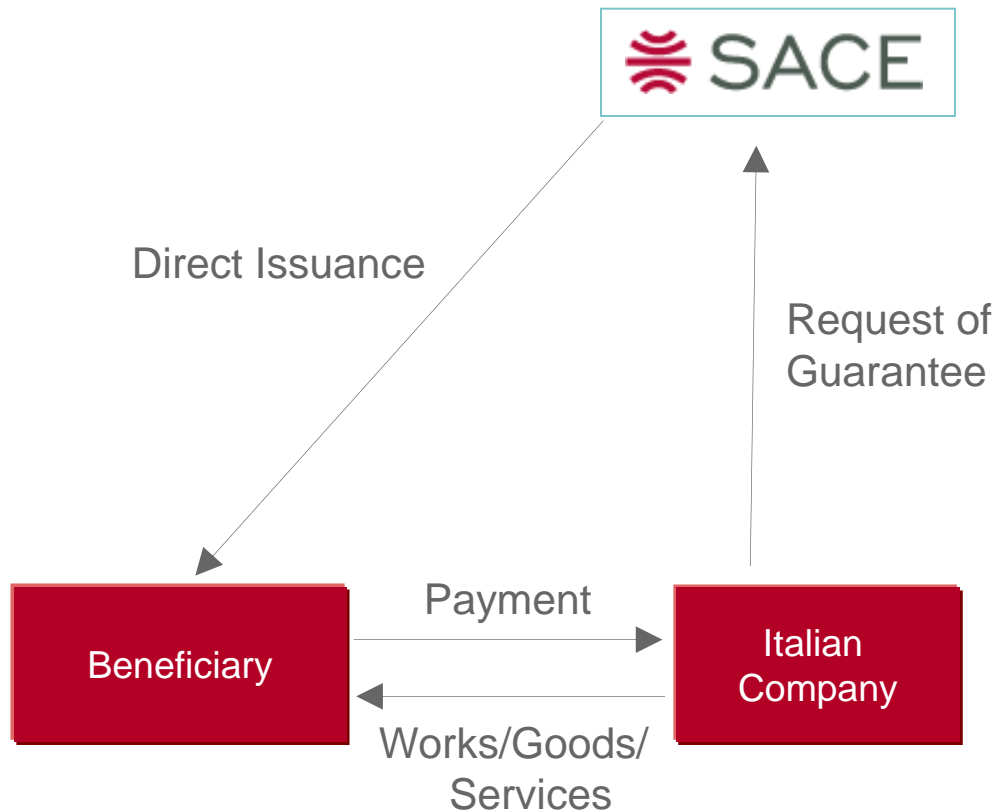 SACE
Direct Issuance
Request of
Guarantee
Payment
Beneficiary
Italian
Company
Works/Goods/
Services